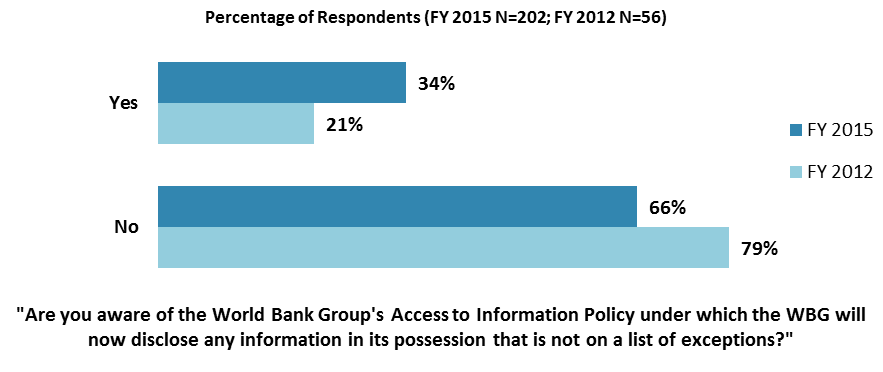 Percentage of Respondents (FY 2015 N=202; FY 2012 N=56)
Yes
34%
21%
FY 2015
FY 2012
No
66%
79%
"Are you aware of the World Bank Group's Access to Information Policy under which the WBG will
now disclose any information in its possession that is not on a list of exceptions?"